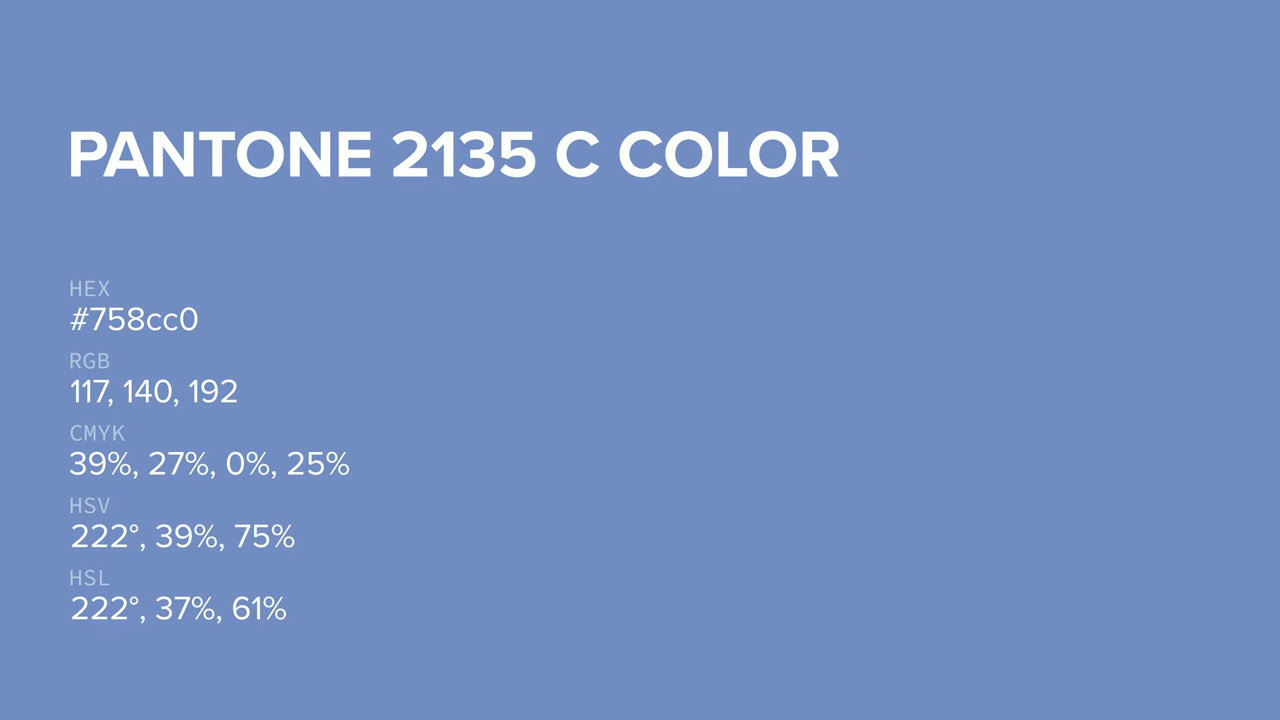 PANTONE 2135 C COLOR
HEX
#758cc0
RGB
117, 140, 192
CMYK
39%, 27%, 0%, 25%
HSV
222°, 39%, 75%
HSL
222°, 37%, 61%